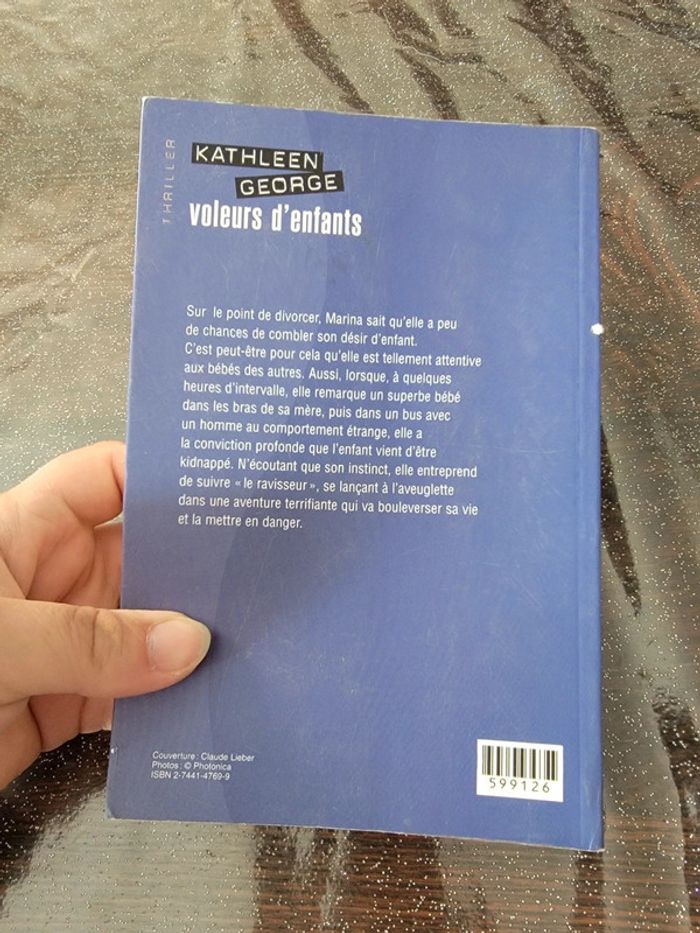 THRILLER
KATHLEEN
GEORGE
voleurs d'enfants
Sur le point de divorcer, Marina sait qu'elle a peu
de chances de combler son désir d'enfant.
C'est peut-être pour cela qu'elle est tellement attentive
aux bébés des autres. Aussi, lorsque, à quelques
heures d'intervalle, elle remarque un superbe bébé
dans les bras de sa mère, puis dans un bus avec
un homme au comportement étrange, elle a
la conviction profonde que l'enfant vient d'être
kidnappé. N'écoutant que son instinct, elle entreprend
de suivre « le ravisseur », se lançant à l'aveuglette
dans une aventure terrifiante qui va bouleverser sa vie
et la mettre en danger.
Couverture : Claude Lieber
Photos : © Photonica
ISBN 2-7441-4769-9
599126